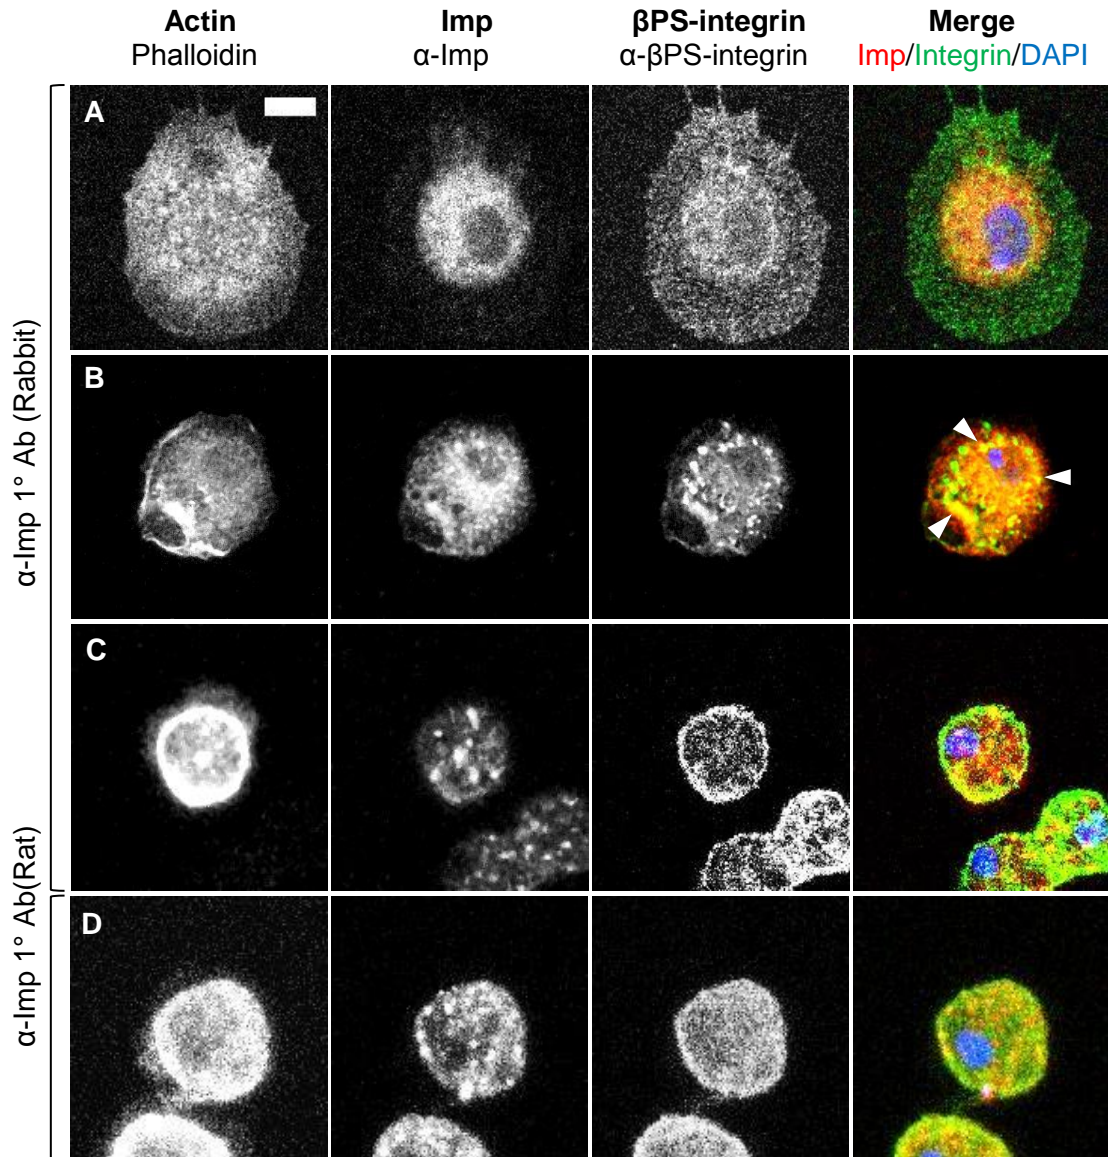 Actin
Phalloidin
Imp
α-Imp
βPS-integrin
α-βPS-integrin
Merge
Imp/Integrin/DAPI
α-Imp 1° Ab (Rabbit)
A
B
C
α-Imp 1° Ab(Rat)
D